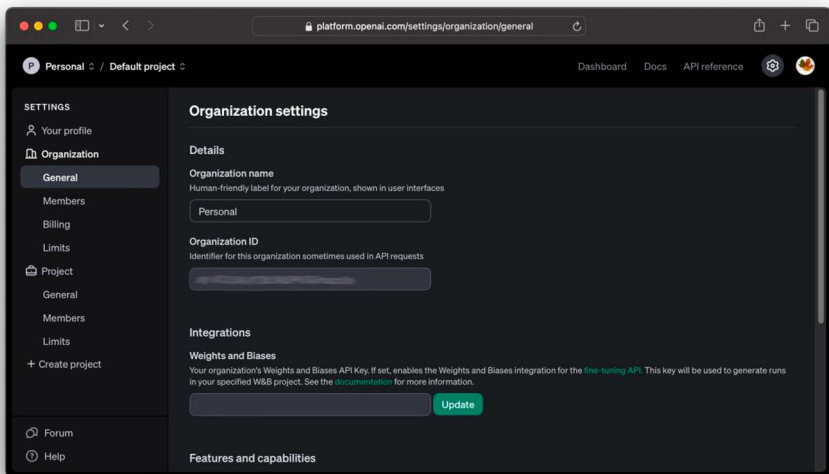 platform.openai.com/settings/organization/general
P Personal / Default project
Dashboard Docs API reference
SETTINGS
Your profile
Organization
General
Members
Billing
Limits
Project
General
Members
Limits
+ Create project
Forum
Help
Organization settings
Details
Organization name
Human-friendly label for your organization, shown in user interfaces
Personal
Organization ID
Identifier for this organization sometimes used in API requests
Integrations
Weights and Biases
Your organization's Weights and Biases API Key. If set, enables the Weights and Biases integration for the fine-tuning API. This key will be used to generate runs
in your specified W&B project. See the documentation for more information.
Update
Features and capabilities